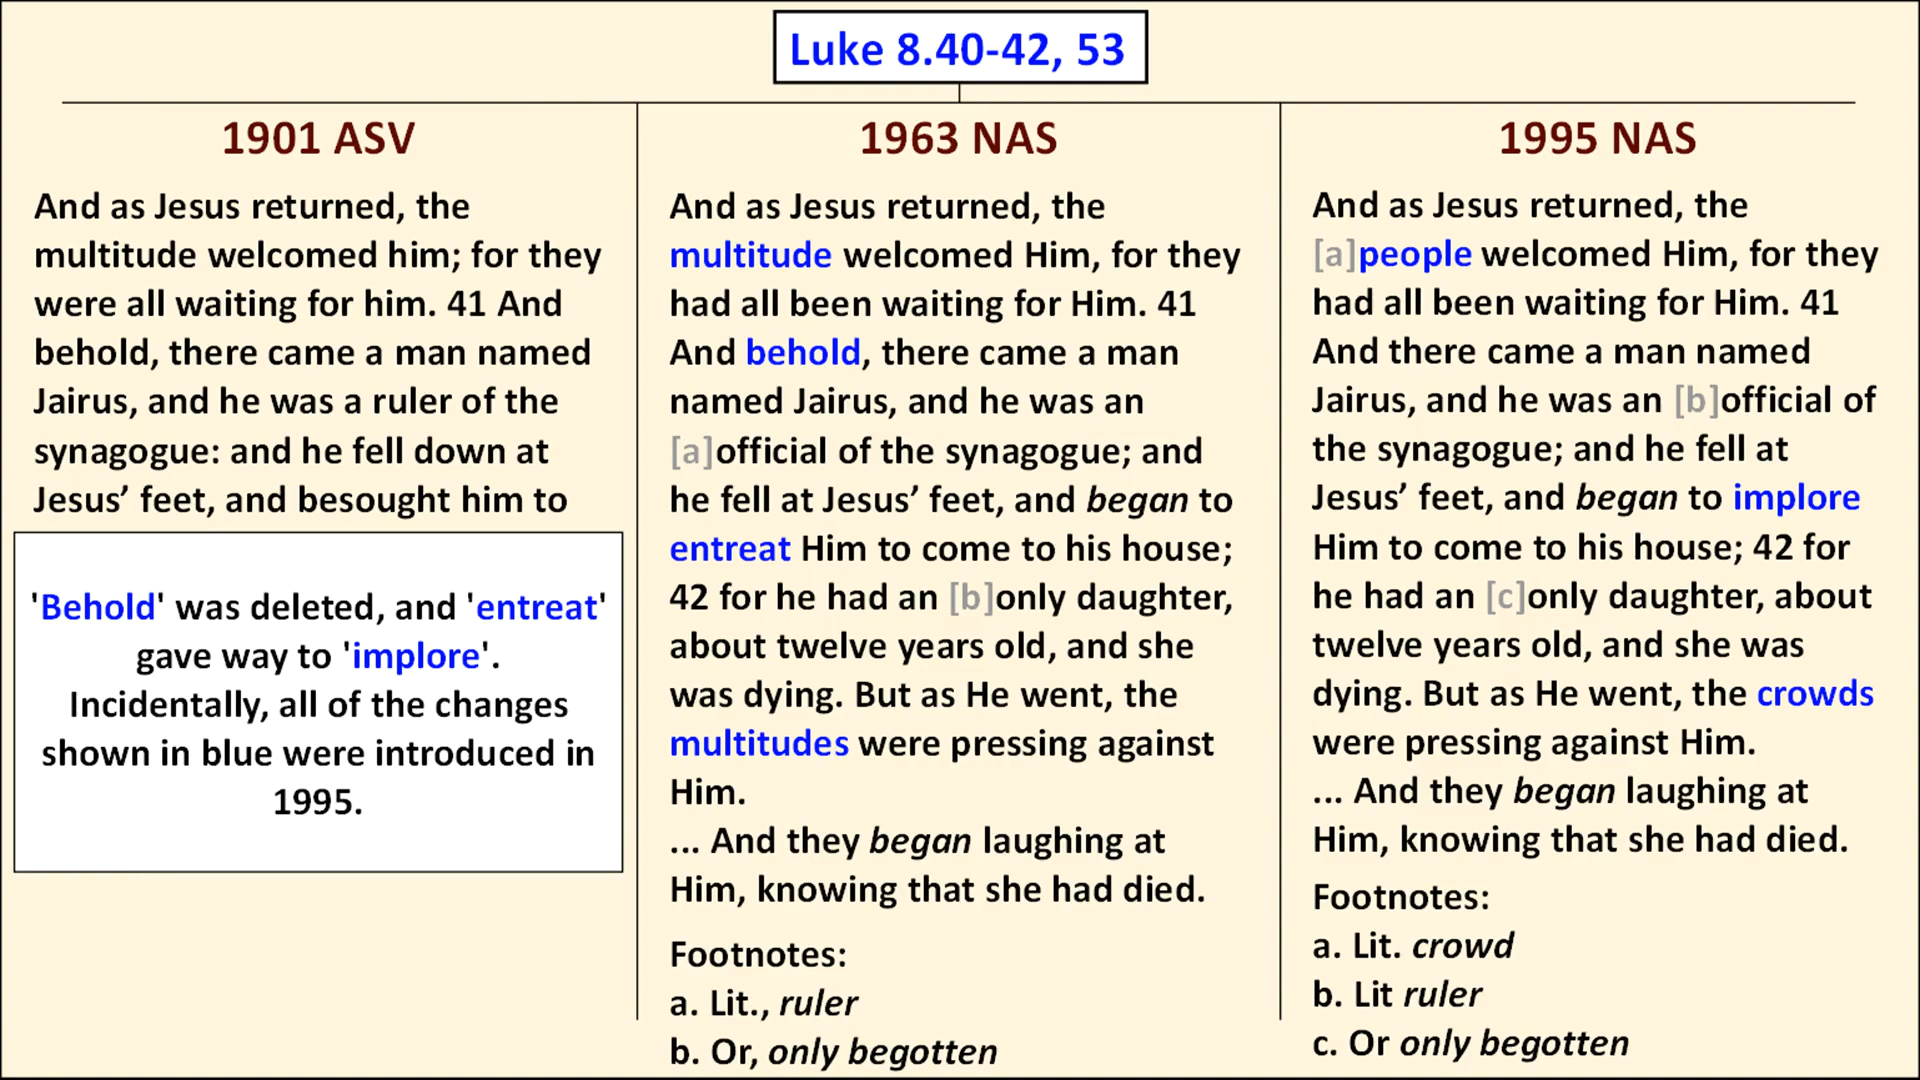 Luke 8.40-42, 53
1901 ASV
And as Jesus returned, the
multitude welcomed him; for they
were all waiting for him. 41 And
behold, there came a man named
Jairus, and he was a ruler of the
synagogue: and he fell down at
Jesus’ feet, and besought him to
'Behold' was deleted, and 'entreat'
gave way to 'implore'.
Incidentally, all of the changes
shown in blue were introduced in
1995.
1963 NAS
And as Jesus returned, the
multitude welcomed Him, for they
had all been waiting for Him. 41
And behold, there came a man
named Jairus, and he was an
[a]official of the synagogue; and
he fell at Jesus’ feet, and began to
entreat Him to come to his house;
42 for he had an [b]only daughter,
about twelve years old, and she
was dying. But as He went, the
multitudes were pressing against
Him.
... And they began laughing at
Him, knowing that she had died.
Footnotes:
a. Lit., ruler
b. Or, only begotten
1995 NAS
And as Jesus returned, the
[a]people welcomed Him, for they
had all been waiting for Him. 41
And there came a man named
Jairus, and he was an [b]official of
the synagogue; and he fell at
Jesus’ feet, and began to implore
Him to come to his house; 42 for
he had an [c]only daughter, about
twelve years old, and she was
dying. But as He went, the crowds
were pressing against Him.
... And they began laughing at
Him, knowing that she had died.
Footnotes:
a. Lit. crowd
b. Lit ruler
c. Or only begotten